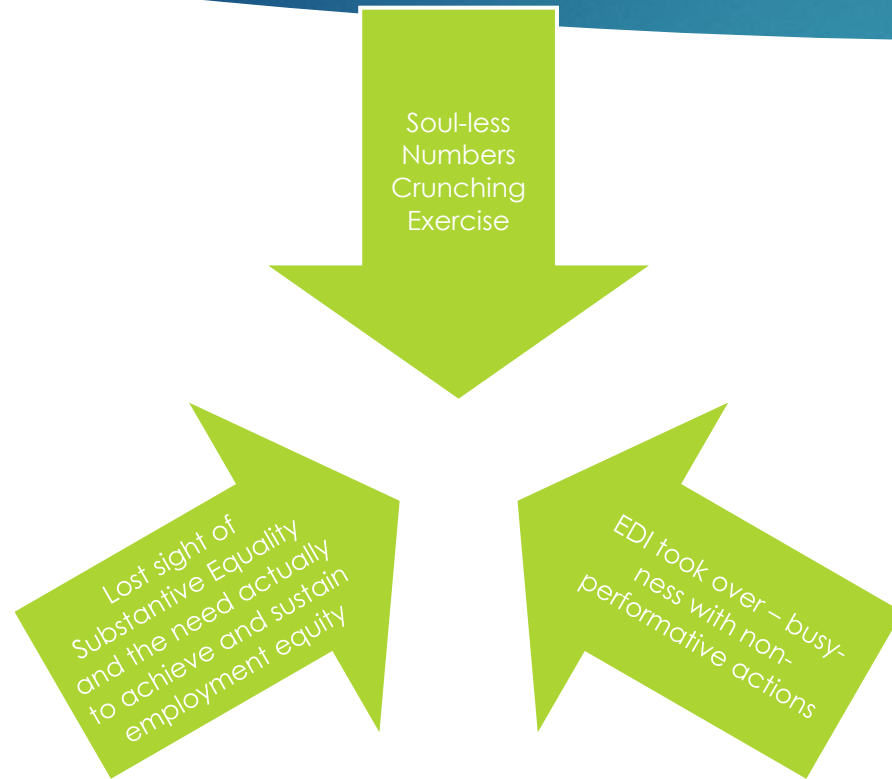 Soul-less
Numbers
Crunching
Exercise
Lost sight of
Substantive Equality
and the need actually
to achieve and sustain
employment equity
EDI took over – busy-
ness with non-
performative actions